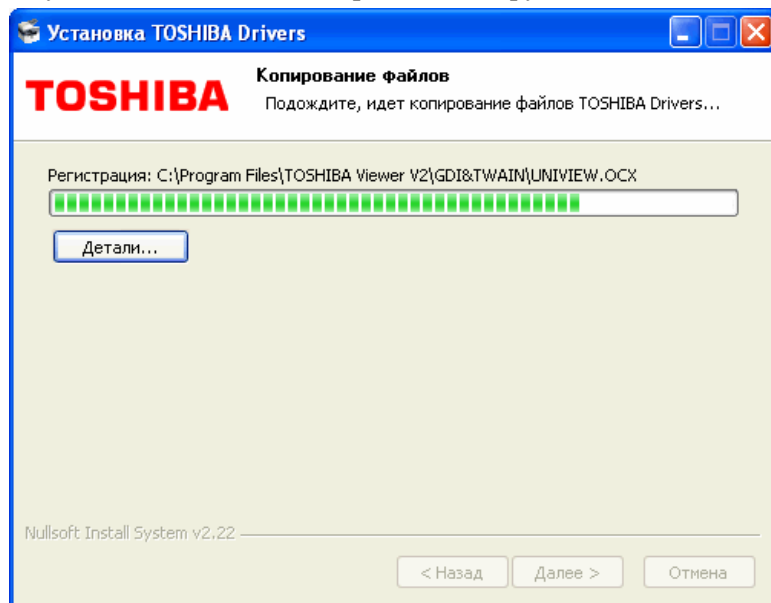 Установка TOSHIBA Drivers
TOSHIBA
Копирование файлов
Подождите, идет копирование файлов TOSHIBA Drivers...
Регистрация: C:\Program Files\TOSHIBA Viewer V2\GDI&TWAIN\UNIVIEW.OCX
Детали...
Nullsoft Install System v2.22
< Назад
Далее >
Отмена